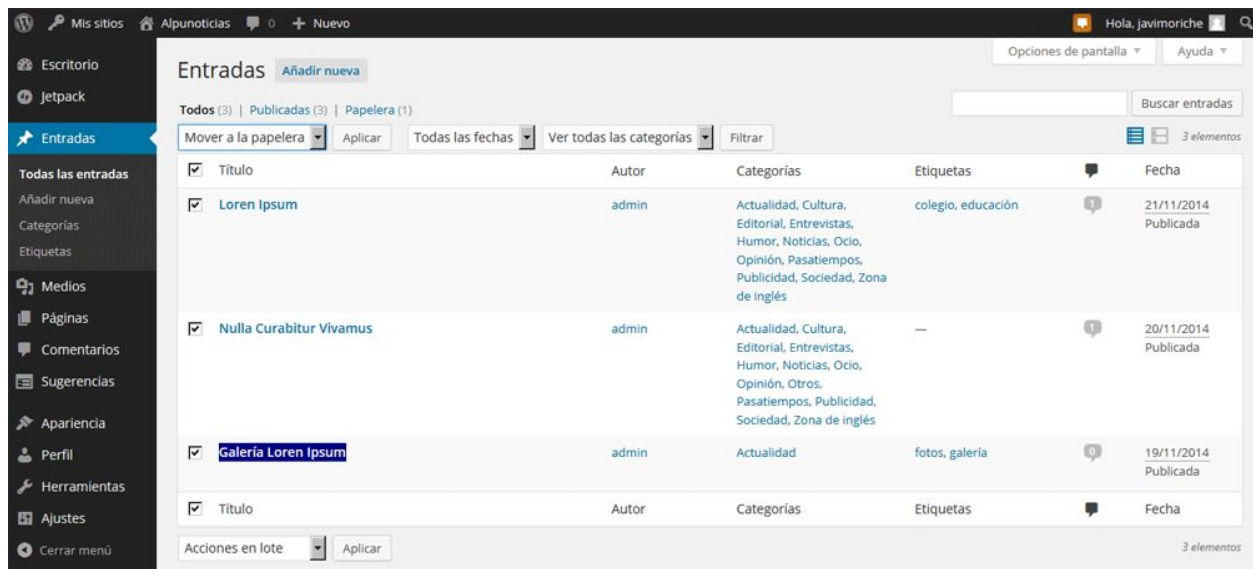 Mis sitios Alpunoticias 0 + Nuevo Hola, javimoriche
Opciones de pantalla Ayuda
Escritorio
Jetpack
Entradas
Todas las entradas
Añadir nueva
Categorías
Etiquetas
Medios
Páginas
Comentarios
Sugerencias
Apariencia
Perfil
Herramientas
Ajustes
Cerrar menú
Entradas Añadir nueva
Todos (3) | Publicadas (3) | Papelera (1) Buscar entradas
Mover a la papelera Aplicar Todas las fechas Ver todas las categorías Filtrar 3 elementos
Título Autor Categorías Etiquetas Fecha
Loren Ipsum admin Actualidad, Cultura, colegio, educación 1 21/11/2014
Editorial, Entrevistas, Publicada
Humor, Noticias, Ocio,
Opinión, Pasatiempos,
Publicidad, Sociedad, Zona
de inglés
Nulla Curabitur Vivamus admin Actualidad, Cultura, — 1 20/11/2014
Editorial, Entrevistas, Publicada
Humor, Noticias, Ocio,
Opinión, Otros,
Pasatiempos, Publicidad,
Sociedad, Zona de inglés
Galería Loren Ipsum admin Actualidad fotos, galería 0 19/11/2014
Publicada
Título Autor Categorías Etiquetas Fecha
Acciones en lote Aplicar 3 elementos